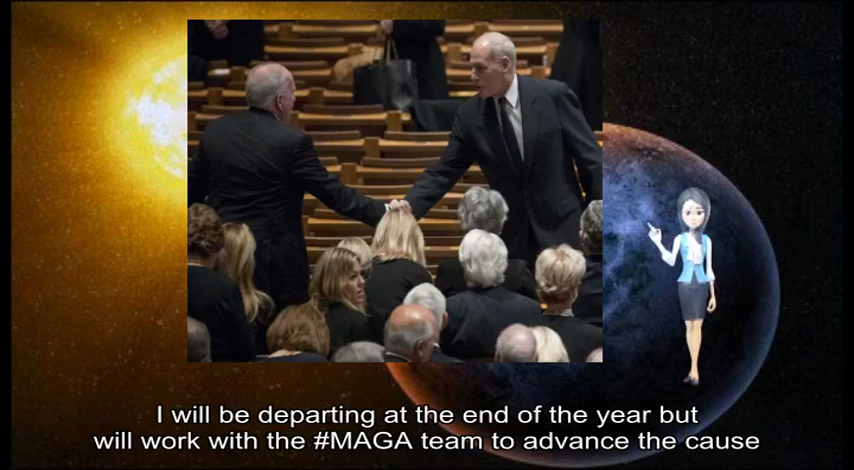 I will be departing at the end of the year but
will work with the #MAGA team to advance the cause